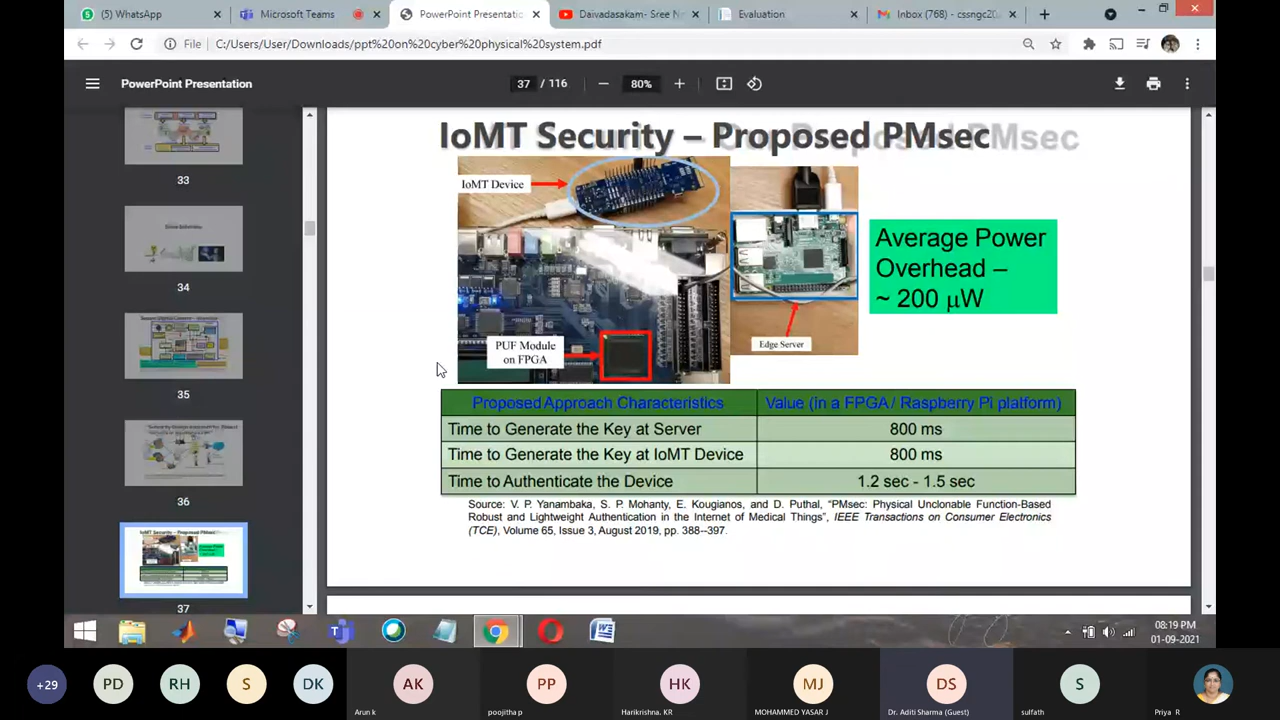 (5) WhatsApp
Microsoft Teams
PowerPoint Presentatio
Daivadasakam- Sree Na
Evaluation
Inbox (768) - cssngc20
File
C:/Users/User/Downloads/ppt%20on%20cyber%20physical%20system.pdf
PowerPoint Presentation
37 / 116
80%
33
34
35
36
IoMT Security – Proposed PMsec
37
IoMT Security – Proposed PMsec
IoMT Device
PUF Module
on FPGA
Edge Server
Average Power
Overhead –
~ 200 μW
Proposed Approach Characteristics Value (in a FPGA / Raspberry Pi platform)
Time to Generate the Key at Server 800 ms
Time to Generate the Key at IoMT Device 800 ms
Time to Authenticate the Device 1.2 sec - 1.5 sec
Source: V. P. Yanambaka, S. P. Mohanty, E. Kougianos, and D. Puthal, “PMsec: Physical Unclonable Function-Based
Robust and Lightweight Authentication in the Internet of Medical Things”, IEEE Transactions on Consumer Electronics
(TCE), Volume 65, Issue 3, August 2019, pp. 388--397.
08:19 PM
01-09-2021
+29
PD
RH
S
DK
AK
Arun k
PP
poojitha p
HK
Harikrishna. KR
MJ
MOHAMMED YASAR J
DS
Dr. Aditi Sharma (Guest)
S
sulfath
Priya R